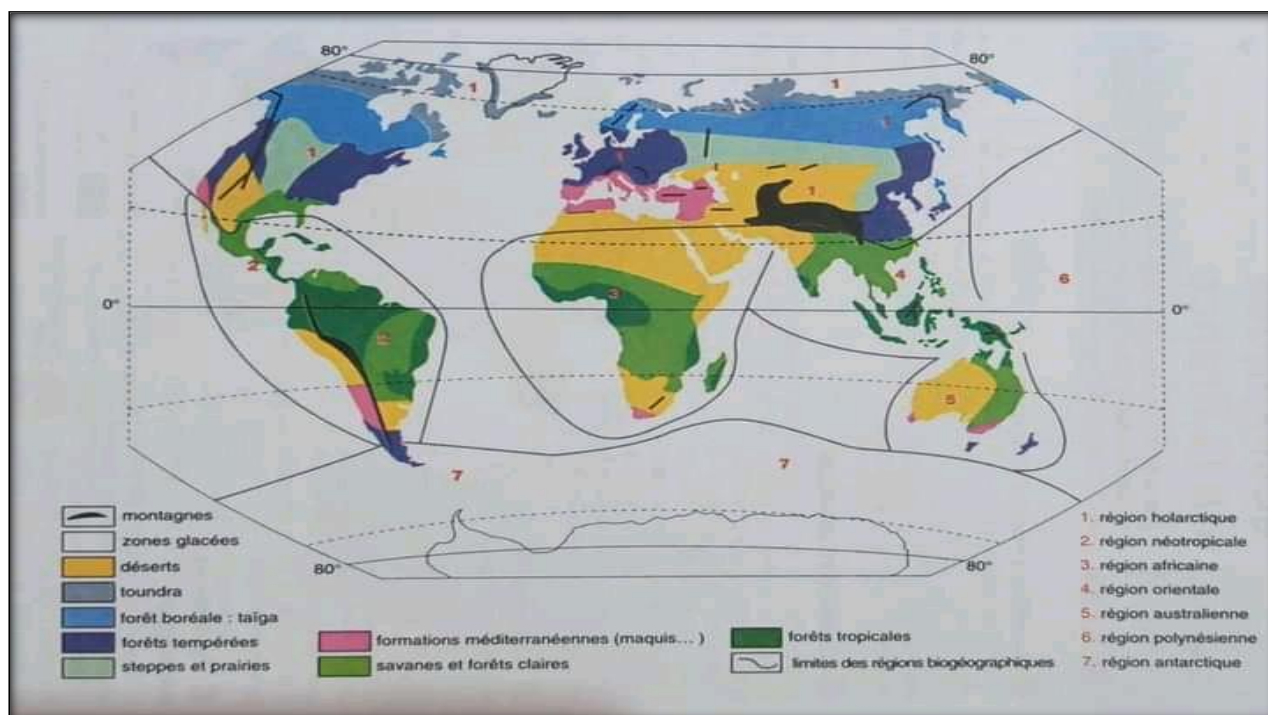 80°
80°
1
1
1
1
1
1
2
4
6
0°
3
0°
2
5
7
7
80°
80°
montagnes
zones glacées
déserts
toundra
forêt boréale : taïga
forêts tempérées
steppes et prairies
formations méditerranéennes (maquis... )
savanes et forêts claires
forêts tropicales
limites des régions biogéographiques
1. région holarctique
2. région néotropicale
3. région africaine
4. région orientale
5. région australienne
6. région polynésienne
7. région antarctique